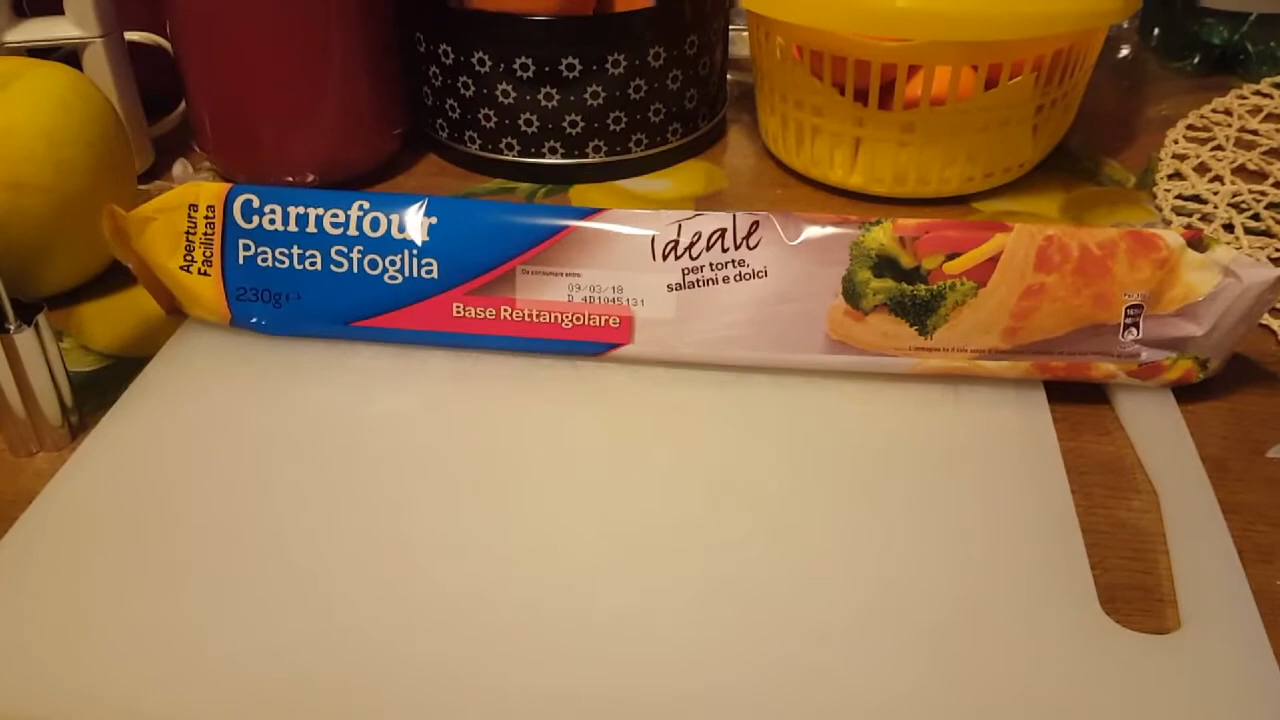 Apertura
Facilitata
Carrefour
Pasta Sfoglia
230g e
Da consumare entro:
09/03/18
D 4D1045131
Base Rettangolare
Ideale
per torte,
salatini e dolci